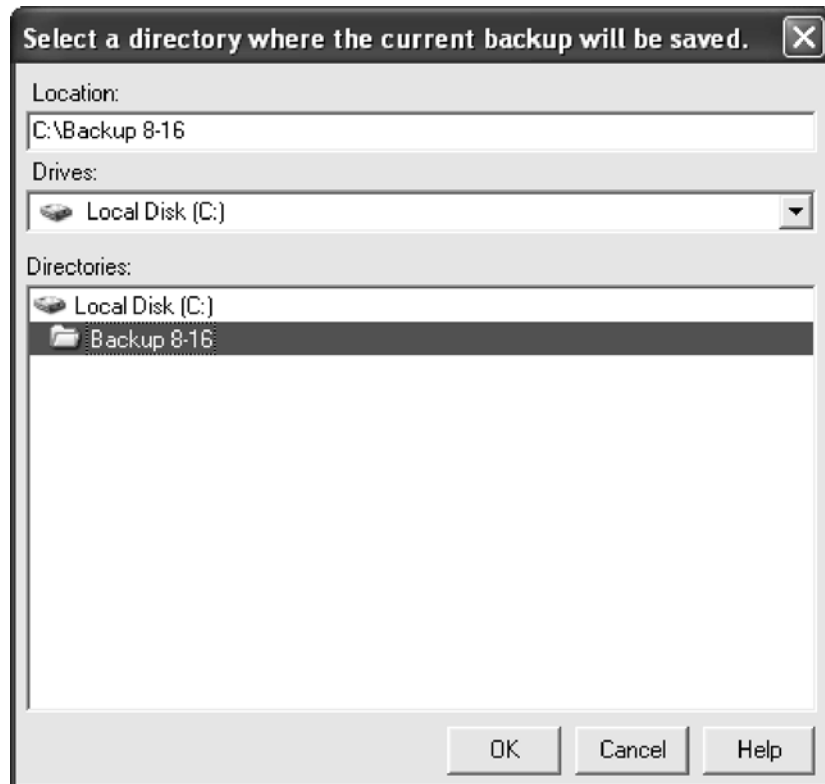 Select a directory where the current backup will be saved.
Location:
C:\Backup 8-16
Drives:
Local Disk (C:)
Directories:
Local Disk (C:)
Backup 8-16
OK Cancel Help